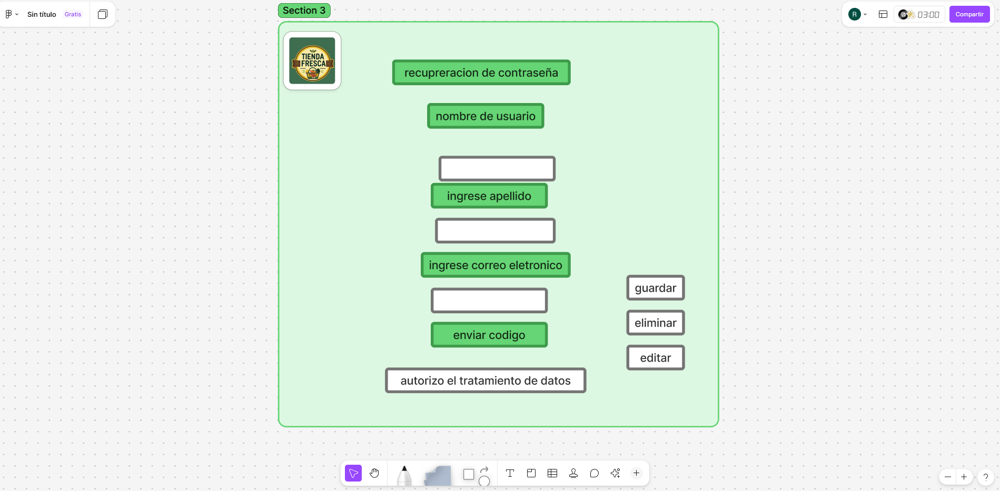 Sin título
Gratis
Section 3
R
03:00
Compartir
TIENDA
FRESCA
recupreracion de contraseña
nombre de usuario
ingrese apellido
ingrese correo eletronico
guardar
enviar codigo
eliminar
editar
autorizo el tratamiento de datos
T
?